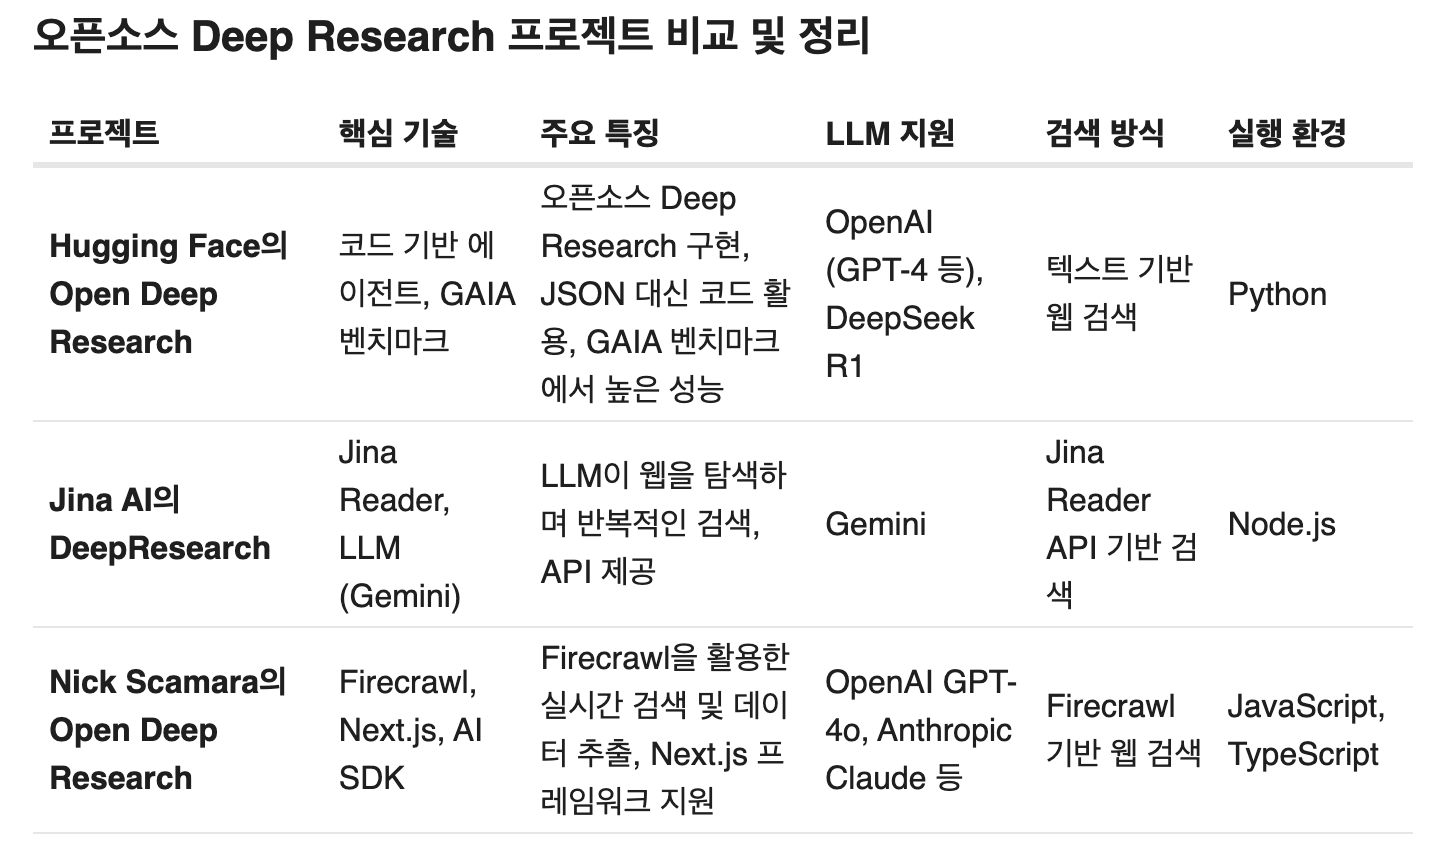 오픈소스 Deep Research 프로젝트 비교 및 정리
프로젝트 핵심 기술 주요 특징 LLM 지원 검색 방식 실행 환경
Hugging Face의
Open Deep
Research
코드 기반 에
이전트, GAIA
벤치마크
오픈소스 Deep
Research 구현,
JSON 대신 코드 활
용, GAIA 벤치마크
에서 높은 성능
OpenAI
(GPT-4 등),
DeepSeek
R1
텍스트 기반
웹 검색
Python
Jina AI의
DeepResearch
Jina
Reader,
LLM
(Gemini)
LLM이 웹을 탐색하
며 반복적인 검색,
API 제공
Gemini
Jina
Reader
API 기반 검
색
Node.js
Nick Scamara의
Open Deep
Research
Firecrawl,
Next.js, AI
SDK
Firecrawl을 활용한
실시간 검색 및 데이
터 추출, Next.js 프
레임워크 지원
OpenAI GPT-
4o, Anthropic
Claude 등
Firecrawl
기반 웹 검색
JavaScript,
TypeScript